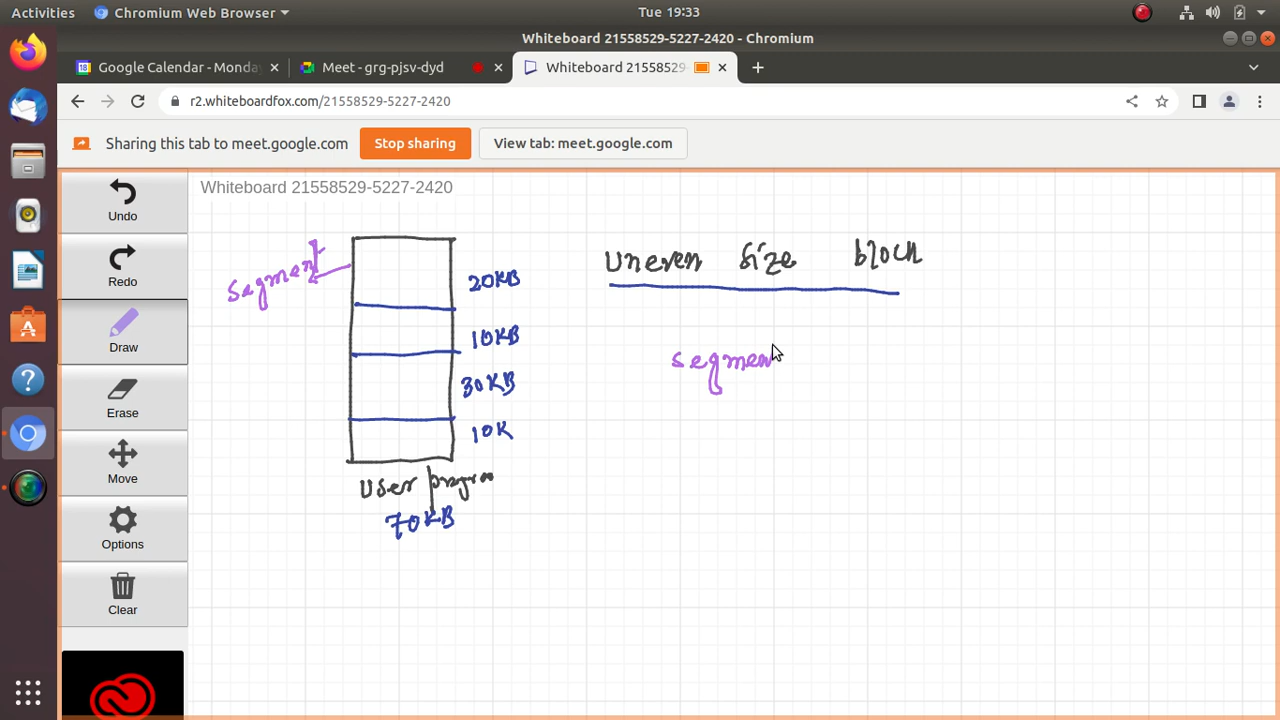 Activities
Chromium Web Browser
Tue 19:33
Whiteboard 21558529-5227-2420 - Chromium
Google Calendar - Monda
Meet - grg-pjsv-dyd
Whiteboard 21558529-
r2.whiteboardfox.com/21558529-5227-2420
Sharing this tab to meet.google.com
Stop sharing
View tab: meet.google.com
Whiteboard 21558529-5227-2420
Undo
Redo
Draw
Erase
Move
Options
Clear
Segment
20KB
10KB
30KB
10K
User progra
70KB
Uneven Size block
segmen